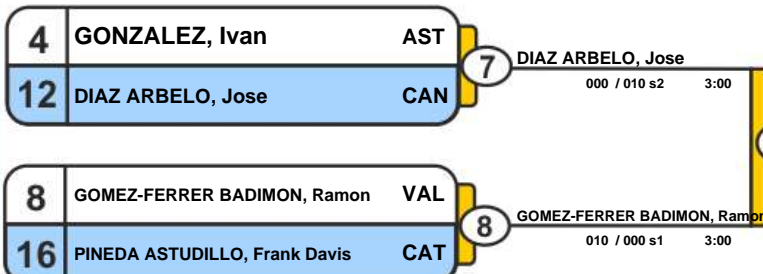 4 GONZALEZ, Ivan AST
12 DIAZ ARBELO, Jose CAN
7 DIAZ ARBELO, Jose
000 / 010 s2 3:00
8 GOMEZ-FERRER BADIMON, Ramon VAL
16 PINEDA ASTUDILLO, Frank Davis CAT
8 GOMEZ-FERRER BADIMON, Ramon
010 / 000 s1 3:00